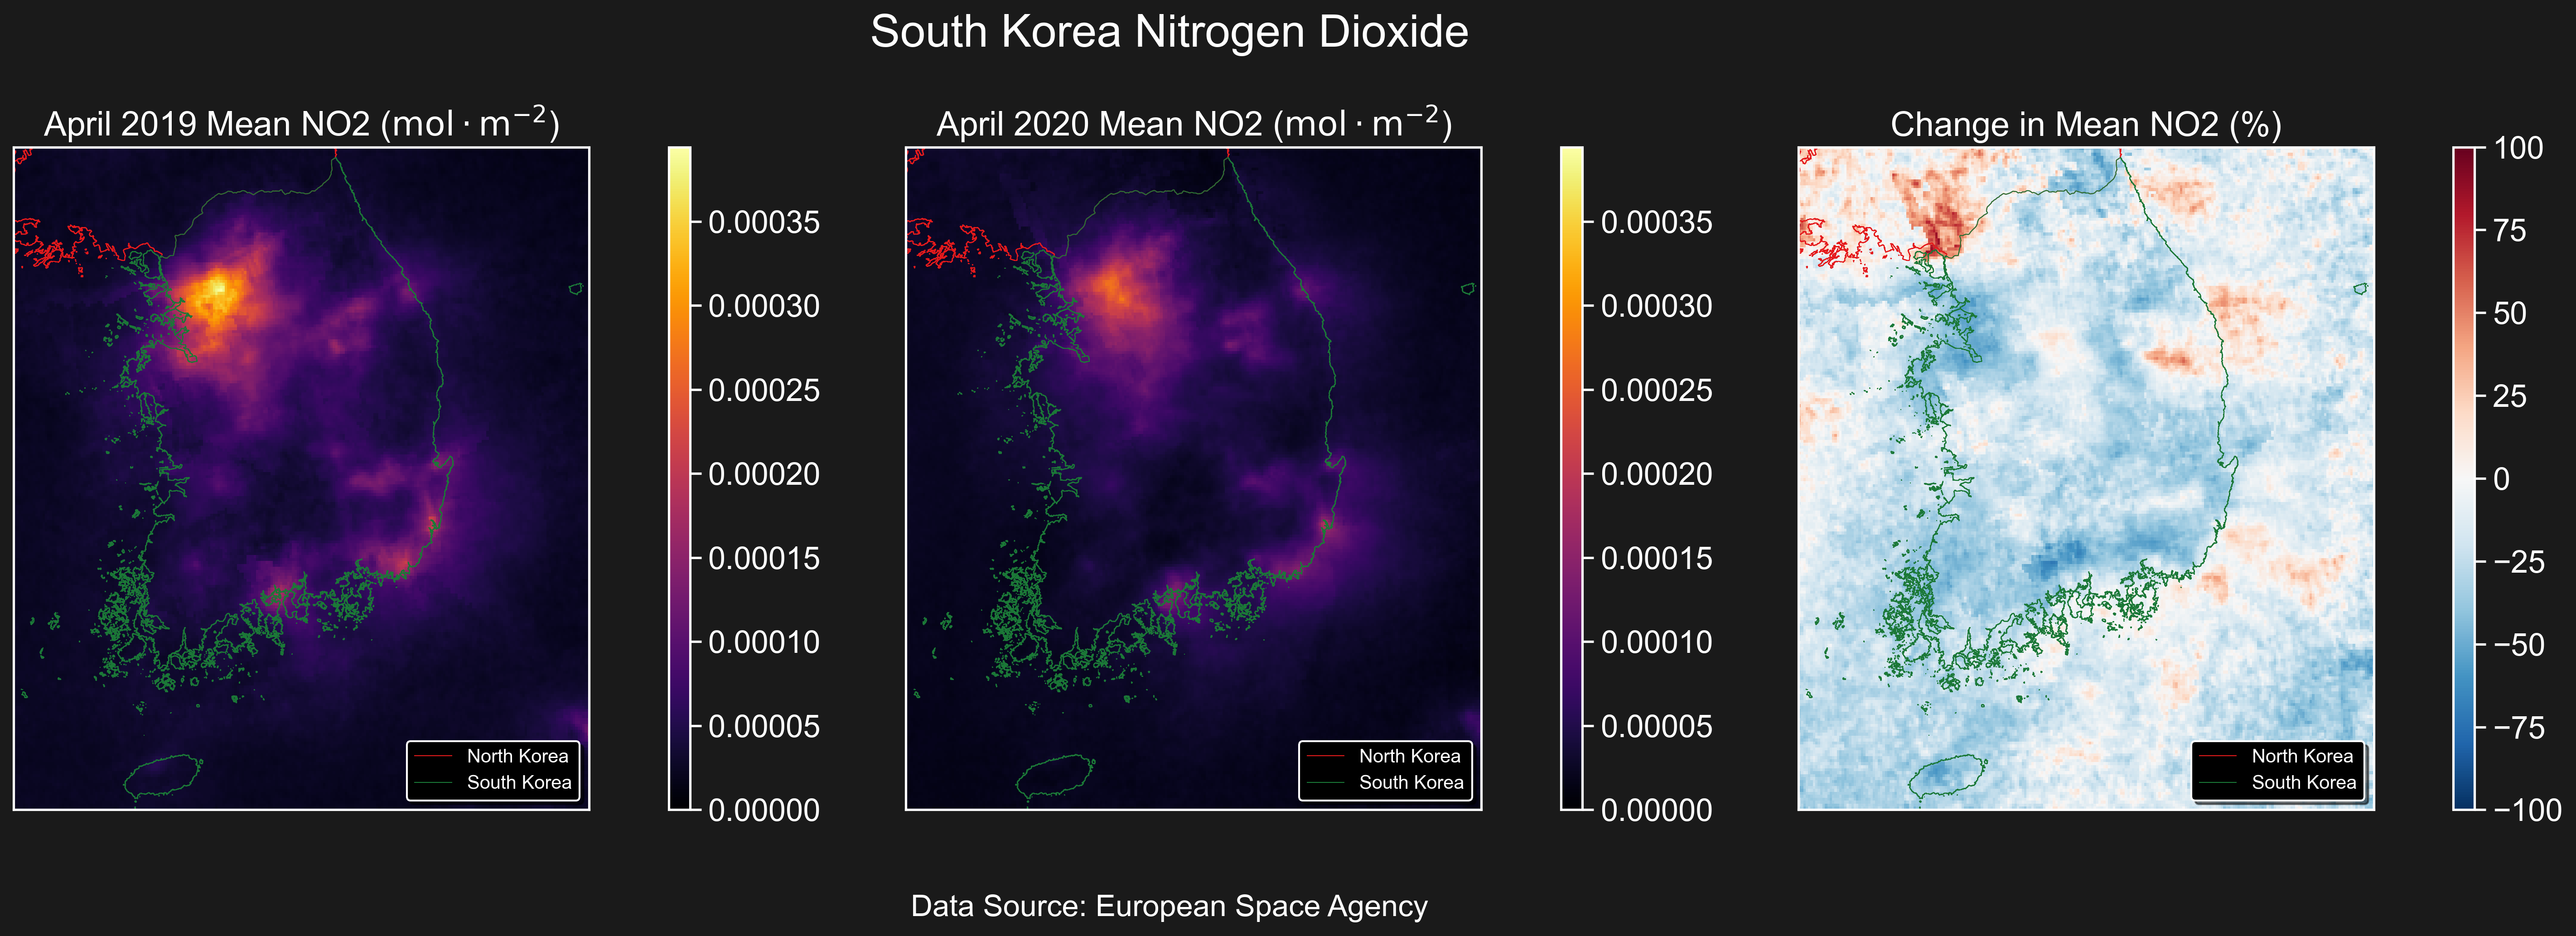 South Korea Nitrogen Dioxide
April 2019 Mean NO2 (mol · m⁻²)
0.00035
0.00030
0.00025
0.00020
0.00015
0.00010
0.00005
0.00000
North Korea
South Korea
April 2020 Mean NO2 (mol · m⁻²)
0.00035
0.00030
0.00025
0.00020
0.00015
0.00010
0.00005
0.00000
North Korea
South Korea
Change in Mean NO2 (%)
100
75
50
25
0
−25
−50
−75
−100
North Korea
South Korea
Data Source: European Space Agency